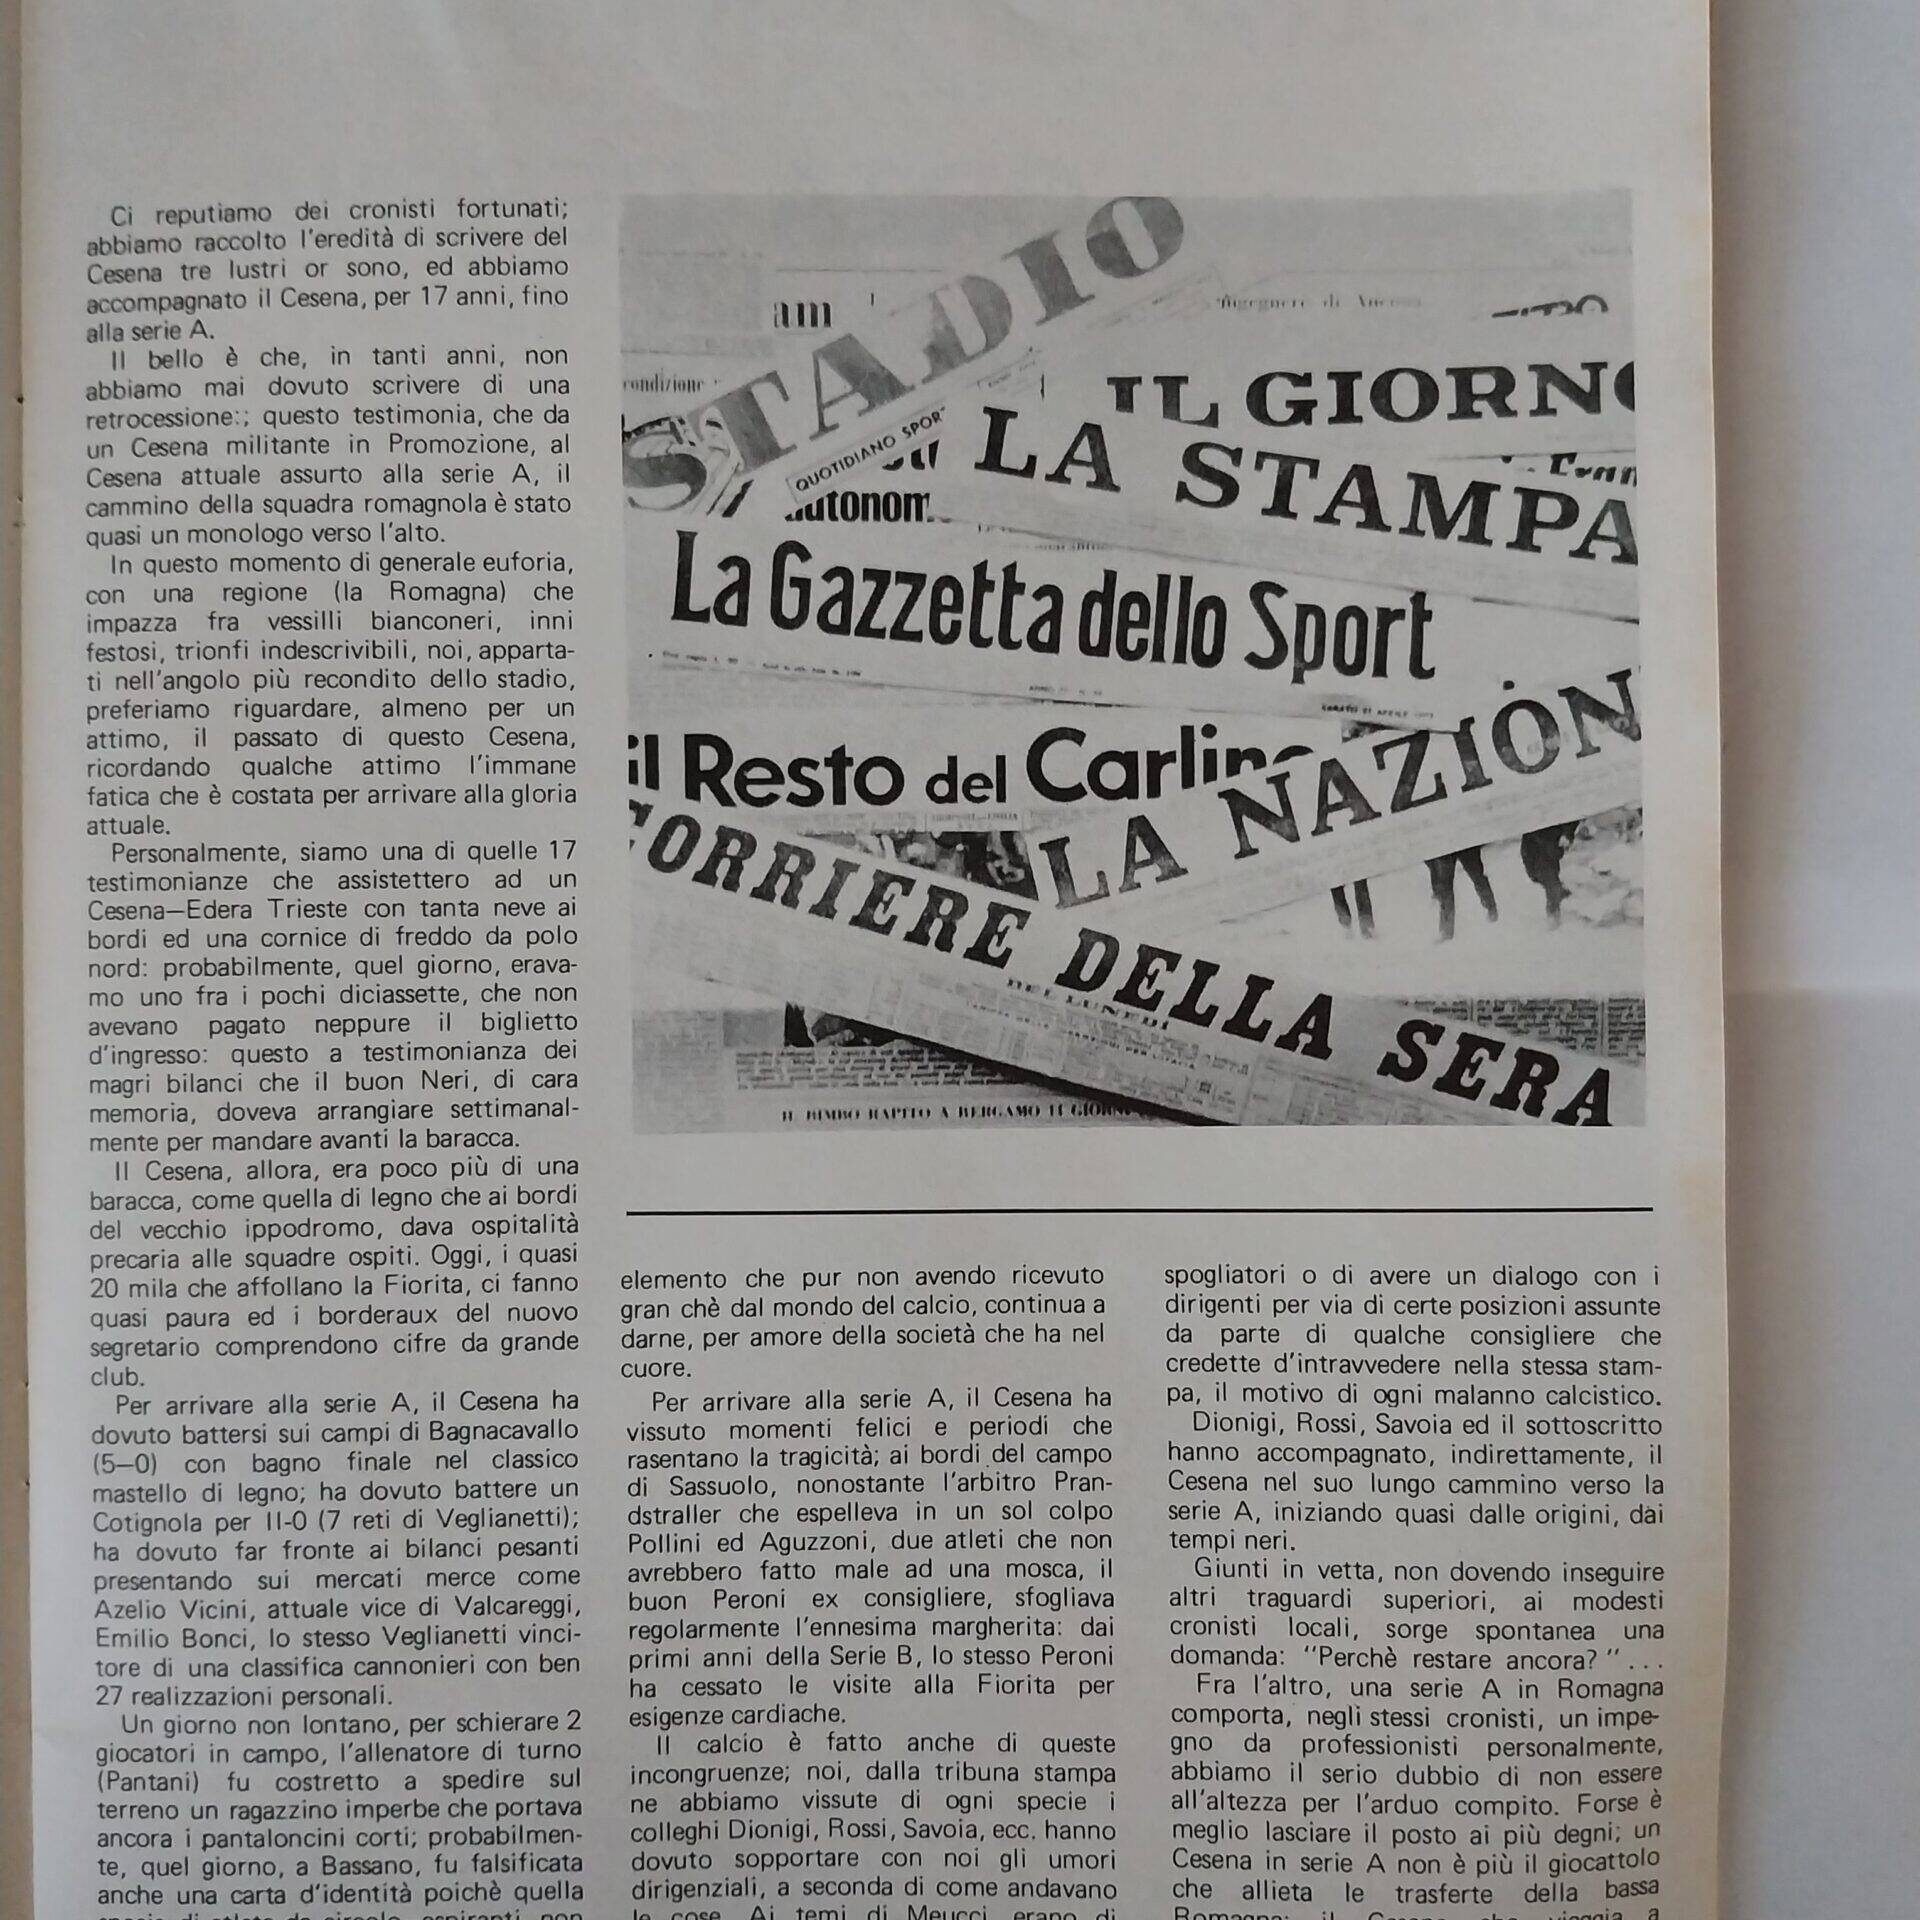 Ci reputiamo dei cronisti fortunati;
abbiamo raccolto l'eredità di scrivere del
Cesena tre lustri or sono, ed abbiamo
accompagnato il Cesena, per 17 anni, fino
alla serie A.
Il bello è che, in tanti anni, non
abbiamo mai dovuto scrivere di una
retrocessione:; questo testimonia, che da
un Cesena militante in Promozione, al
Cesena attuale assurto alla serie A, il
cammino della squadra romagnola è stato
quasi un monologo verso l'alto.
In questo momento di generale euforia,
con una regione (la Romagna) che
impazza fra vessilli bianconeri, inni
festosi, trionfi indescrivibili, noi, apparta-
ti nell'angolo più recondito dello stadio,
preferiamo riguardare, almeno per un
attimo, il passato di questo Cesena,
ricordando qualche attimo l'immane
fatica che è costata per arrivare alla gloria
attuale.
Personalmente, siamo una di quelle 17
testimonianze che assistettero ad un
Cesena—Edera Trieste con tanta neve ai
bordi ed una cornice di freddo da polo
nord: probabilmente, quel giorno, erava-
mo uno fra i pochi diciassette, che non
avevano pagato neppure il biglietto
d'ingresso: questo a testimonianza dei
magri bilanci che il buon Neri, di cara
memoria, doveva arrangiare settimanal-
mente per mandare avanti la baracca.
Il Cesena, allora, era poco più di una
baracca, come quella di legno che ai bordi
del vecchio ippodromo, dava ospitalità
precaria alle squadre ospiti. Oggi, i quasi
20 mila che affollano la Fiorita, ci fanno
quasi paura ed i borderaux del nuovo
segretario comprendono cifre da grande
club.
Per arrivare alla serie A, il Cesena ha
dovuto battersi sui campi di Bagnacavallo
(5—0) con bagno finale nel classico
mastello di legno; ha dovuto battere un
Cotignola per II-0 (7 reti di Veglianetti);
ha dovuto far fronte ai bilanci pesanti
presentando sui mercati merce come
Azelio Vicini, attuale vice di Valcareggi,
Emilio Bonci, lo stesso Veglianetti vinci-
tore di una classifica cannonieri con ben
27 realizzazioni personali.
Un giorno non lontano, per schierare 2
giocatori in campo, l'allenatore di turno
(Pantani) fu costretto a spedire sul
terreno un ragazzino imperbe che portava
ancora i pantaloncini corti; probabilmen-
te, quel giorno, a Bassano, fu falsificata
anche una carta d'identità poichè quella
STADIO
QUOTIDIANO SPOR
am
condizione
ingegnere di
IL GIORNO
LA STAMPA
autonom
La Gazzetta dello Sport
il Resto del Carlino
LA NAZION
CORRIERE DELLA SERA
DEL LUNEDI
IL BIMBO RAPITO A BERGAMO IL GIORN
elemento che pur non avendo ricevuto
gran chè dal mondo del calcio, continua a
darne, per amore della società che ha nel
cuore.
Per arrivare alla serie A, il Cesena ha
vissuto momenti felici e periodi che
rasentano la tragicità; ai bordi del campo
di Sassuolo, nonostante l'arbitro Pran-
dstraller che espelleva in un sol colpo
Pollini ed Aguzzoni, due atleti che non
avrebbero fatto male ad una mosca, il
buon Peroni ex consigliere, sfogliava
regolarmente l'ennesima margherita: dai
primi anni della Serie B, lo stesso Peroni
ha cessato le visite alla Fiorita per
esigenze cardiache.
Il calcio è fatto anche di queste
incongruenze; noi, dalla tribuna stampa
ne abbiamo vissute di ogni specie i
colleghi Dionigi, Rossi, Savoia, ecc. hanno
dovuto sopportare con noi gli umori
dirigenziali, a seconda di come andavano
le cose. Ai temi di Meucci, erano di
spogliatori o di avere un dialogo con i
dirigenti per via di certe posizioni assunte
da parte di qualche consigliere che
credette d'intravvedere nella stessa stam-
pa, il motivo di ogni malanno calcistico.
Dionigi, Rossi, Savoia ed il sottoscritto
hanno accompagnato, indirettamente, il
Cesena nel suo lungo cammino verso la
serie A, iniziando quasi dalle origini, dai
tempi neri.
Giunti in vetta, non dovendo inseguire
altri traguardi superiori, ai modesti
cronisti locali, sorge spontanea una
domanda: "Perchè restare ancora? "...
Fra l'altro, una serie A in Romagna
comporta, negli stessi cronisti, un impe-
gno da professionisti personalmente,
abbiamo il serio dubbio di non essere
all'altezza per l'arduo compito. Forse è
meglio lasciare il posto ai più degni; un
Cesena in serie A non è più il giocattolo
che allieta le trasferte della bassa